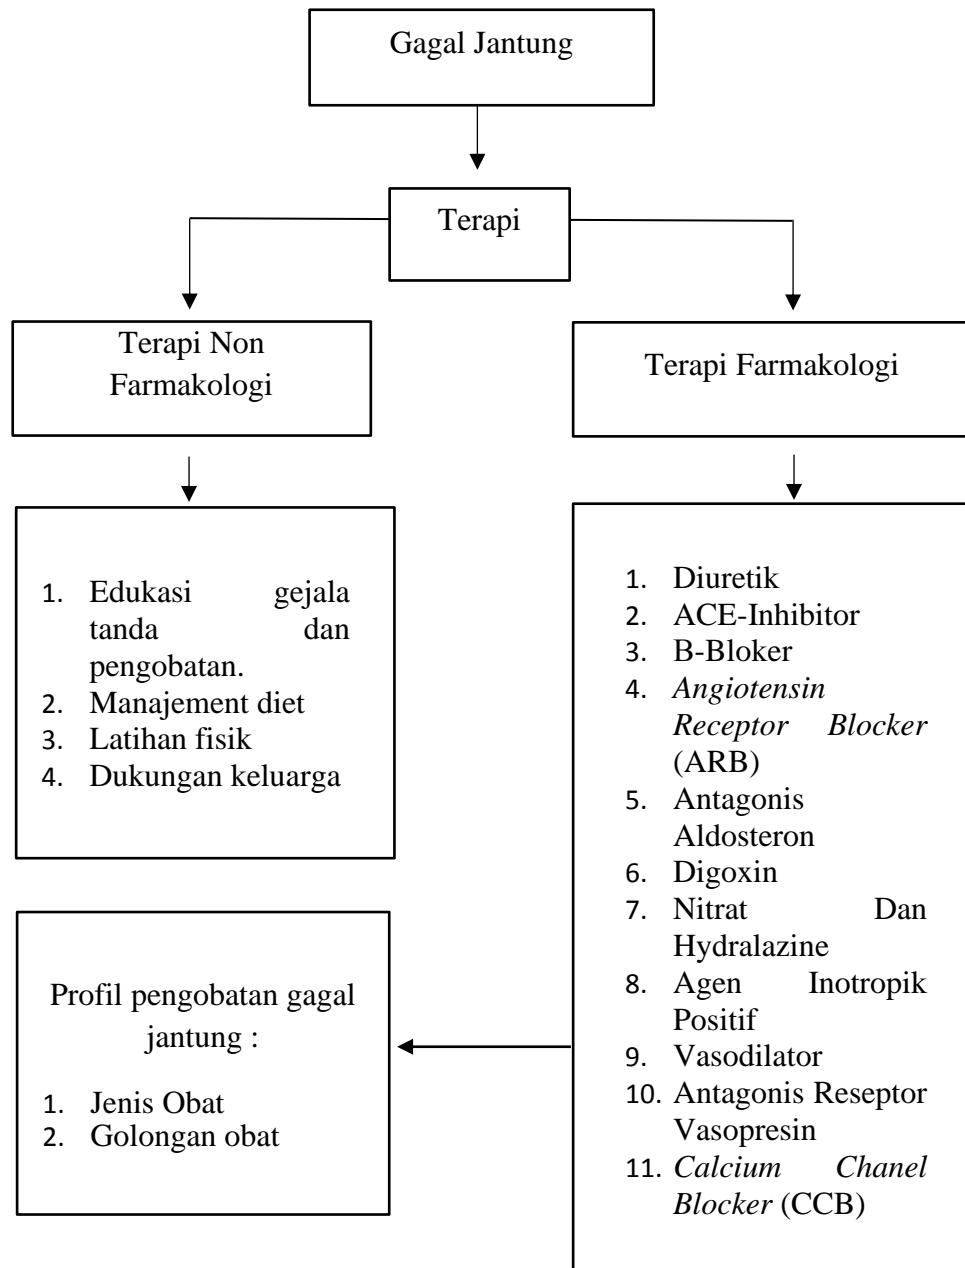 Gagal Jantung
Terapi
Terapi Non
Farmakologi
Terapi Farmakologi
1. Edukasi gejala
tanda dan
pengobatan.
2. Manajement diet
3. Latihan fisik
4. Dukungan keluarga
1. Diuretik
2. ACE-Inhibitor
3. B-Bloker
4. Angiotensin
Receptor Blocker
(ARB)
5. Antagonis
Aldosteron
6. Digoxin
7. Nitrat Dan
Hydralazine
8. Agen Inotropik
Positif
9. Vasodilator
10. Antagonis Reseptor
Vasopresin
11. Calcium Chanel
Blocker (CCB)
Profil pengobatan gagal
jantung :
1. Jenis Obat
2. Golongan obat